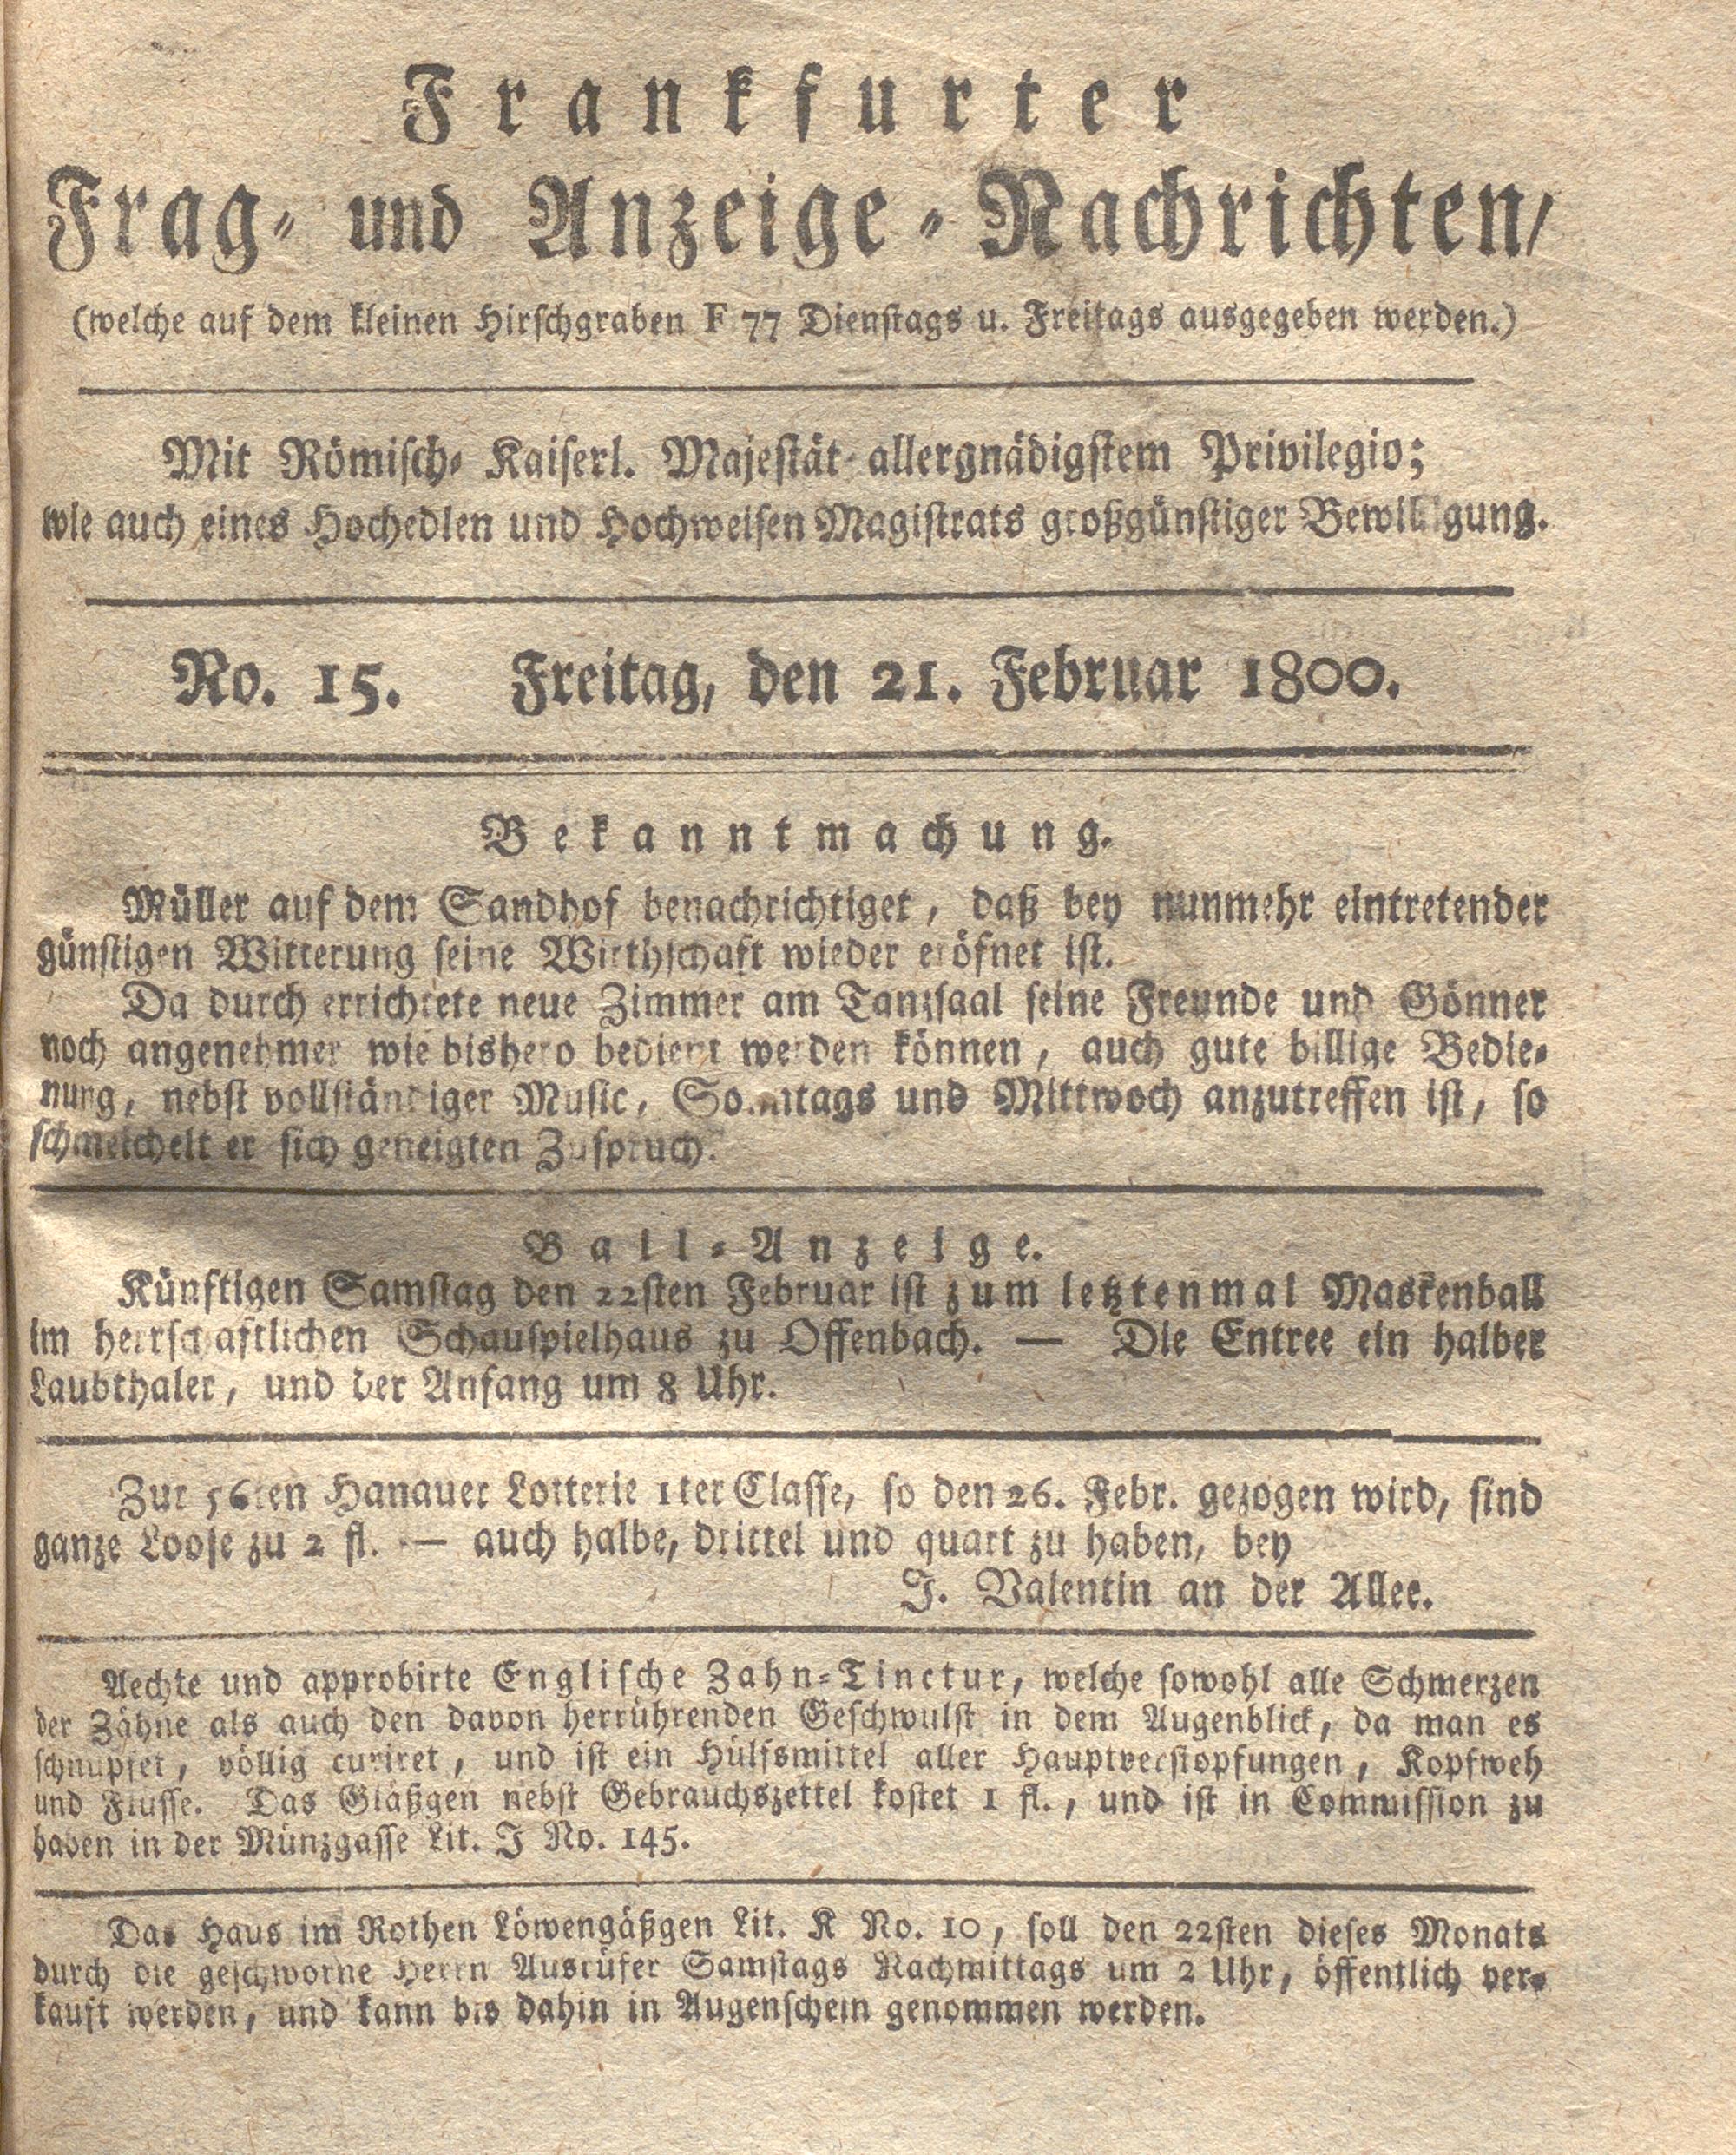 Frankfurter
Frag- und Anzeige-Nachrichten/
(welche auf dem kleinen Hirschgraben F 77 Dienstags u. Freitags ausgegeben werden.)
Mit Römisch- Kaiserl. Majestät allergnädigstem Privilegio;
wie auch eines Hochedlen und Hochweisen Magistrats großgünstiger Bewilligung.
No. 15. Freitag, den 21. Februar 1800.
Bekanntmachung.
Müller auf dem Sandhof benachrichtiget, daß bey nunmehr eintretender
günstigen Witterung seine Wirthschaft wieder eröfnet ist.
Da durch errichtete neue Zimmer am Tanzsaal seine Freunde und Gönner
noch angenehmer wie bishero bedient werden können, auch gute billige Bedie-
nung, nebst vollständiger Music, Sonntags und Mittwoch anzutreffen ist, so
schmeichelt er sich geneigten Zuspruch.
Ball-Anzeige.
Künftigen Samstag den 22sten Februar ist zum letztenmal Maskenball
im herrschaftlichen Schauspielhaus zu Offenbach. — Die Entree ein halber
Laubthaler, und der Anfang um 8 Uhr.
Zur 56ten Hanauer Lotterie 1ter Classe, so den 26. Febr. gezogen wird, sind
ganze Loose zu 2 fl. — auch halbe, drittel und quart zu haben, bey
J. Valentin an der Allee.
Aechte und approbirte Englische Zahn-Tinctur, welche sowohl alle Schmerzen
der Zähne als auch den davon herrührenden Geschwulst in dem Augenblick, da man es
schnupfet, völlig curiret, und ist ein Hülfsmittel aller Hauptverstopfungen, Kopfweh
und Flüsse. Das Gläßgen nebst Gebrauchszettel kostet 1 fl., und ist in Commission zu
haben in der Münzgasse Lit. J No. 145.
Das Haus im Rothen Löwengäßgen Lit. K No. 10, soll den 22sten dieses Monats
durch die geschworne Herrn Ausrüfer Samstags Nachmittags um 2 Uhr, öffentlich ver-
kauft werden, und kann bis dahin in Augenschein genommen werden.